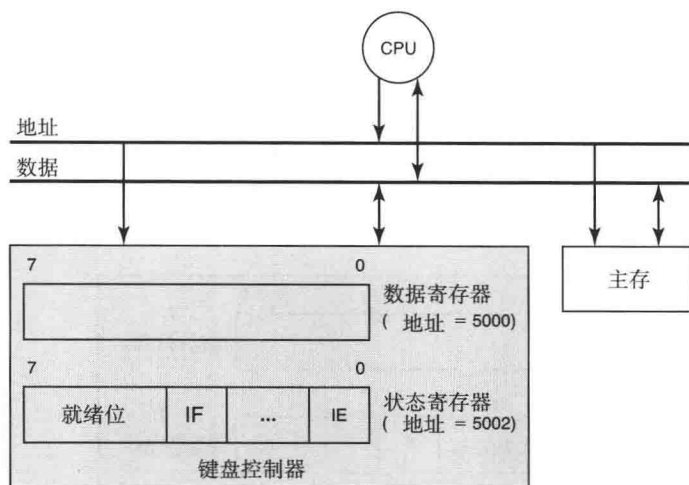 CPU
地址
数据
7 0
数据寄存器
( 地址 = 5000)
主存
7 0
就绪位 IF ... IE
状态寄存器
( 地址 = 5002)
键盘控制器